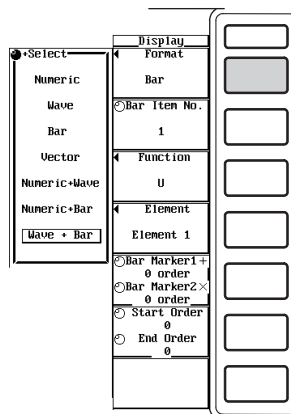 Select
Numeric
Wave
Bar
Vector
Numeric+Wave
Numeric+Bar
Wave + Bar
Display
Format
Bar
Bar Item No.
1
Function
U
Element
Element 1
Bar Marker1 +
0 order
Bar Marker2 ×
0 order
Start Order
0
End Order
0